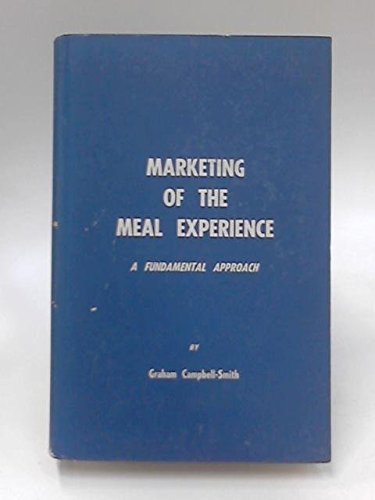 MARKETING
OF THE
MEAL EXPERIENCE
A FUNDAMENTAL APPROACH
BY
Graham Campbell-Smith